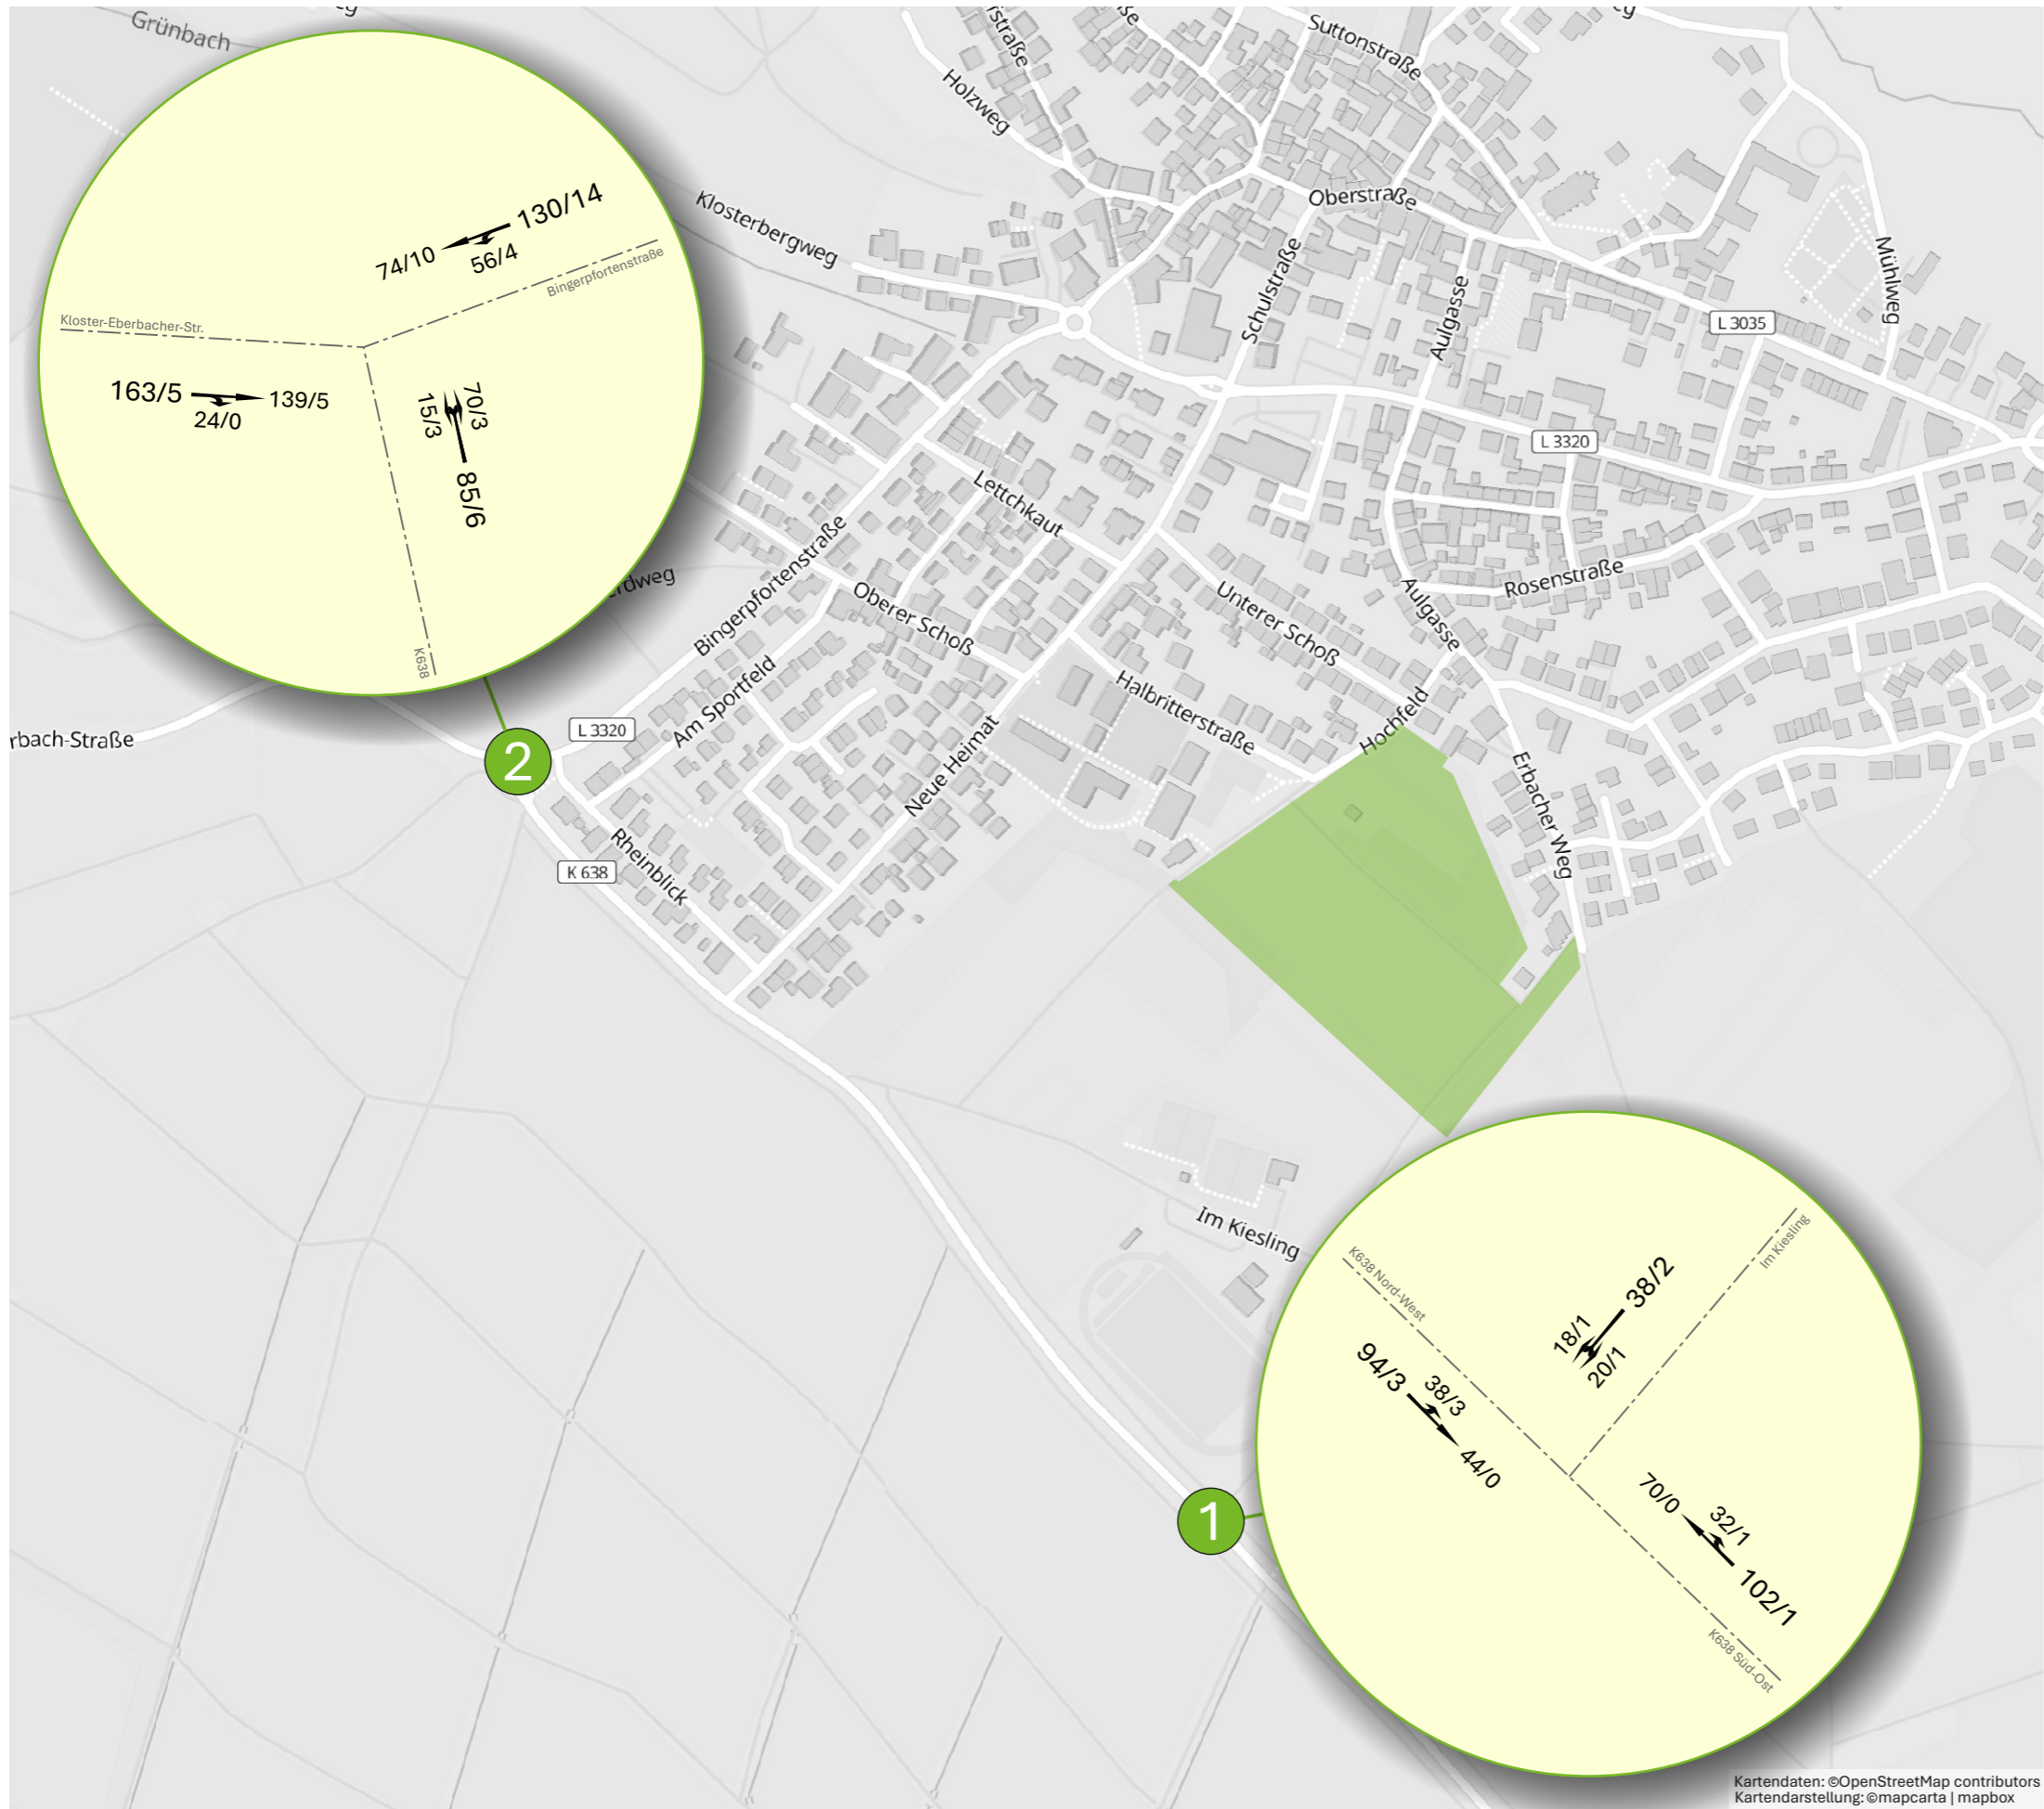 Grünbach
Suttonstraße
Holzweg
Klosterbergweg
Oberstraße
Mühlweg
Schulstraße
Aulgasse
L 3035
L 3320
130/14
74/10
56/4
Bingerpfortenstraße
Kloster-Eberbacher-Str.
163/5
139/5
24/0
15/3
70/3
85/6
K638
Lettchkaut
Bingerpfortenstraße
Oberer Schoß
Unterer Schoß
Aulgasse
Rosenstraße
Am Sportfeld
Halbritterstraße
Hochfeld
Neue Heimat
Erbacher Weg
rbach-Straße
L 3320
2
Rheinblick
K 638
Im Kiesling
K638 Nord-West
Im Kiesling
38/2
18/1
20/1
94/3
38/3
44/0
70/0
32/1
102/1
K638 Süd-Ost
1
Kartendaten: ©OpenStreetMap contributors
Kartendarstellung: ©mapcarta | mapbox